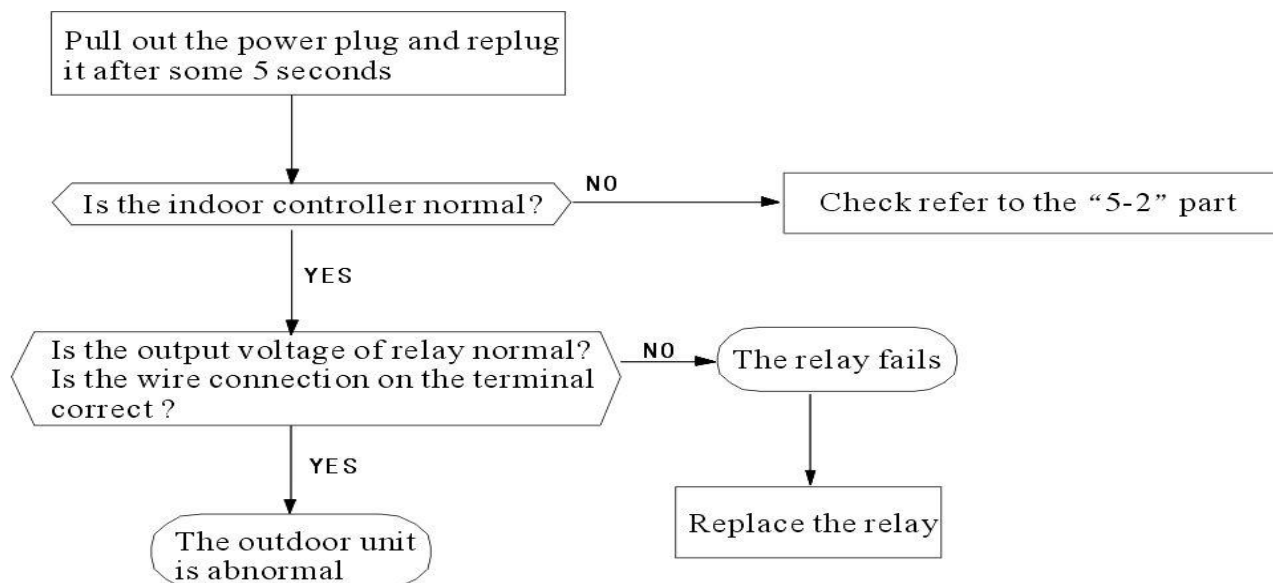 Pull out the power plug and replug
it after some 5 seconds
Is the indoor controller normal?
NO
Check refer to the “5-2” part
YES
Is the output voltage of relay normal?
Is the wire connection on the terminal
correct ?
NO
The relay fails
YES
Replace the relay
The outdoor unit
is abnormal